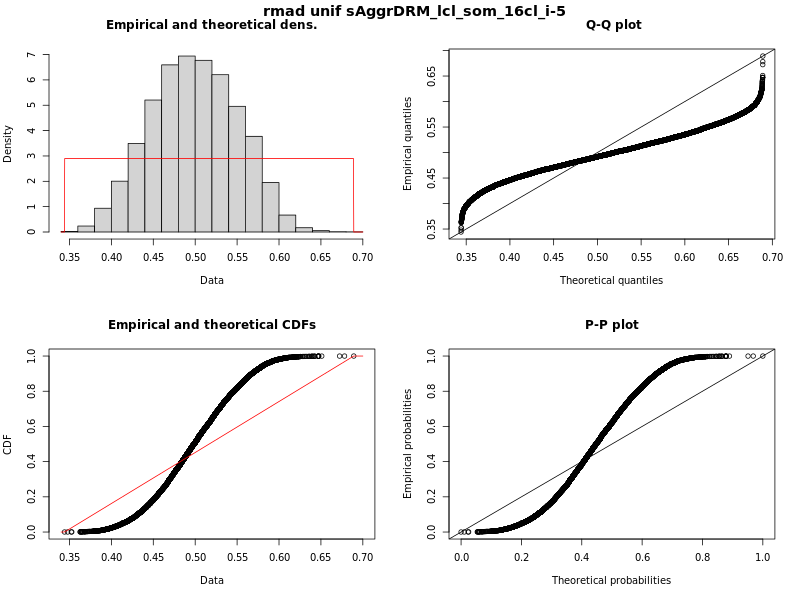 rmad unif sAggrDRM_lcl_som_16cl_i-5
Empirical and theoretical dens.
Density
0 1 2 3 4 5 6 7
0.35 0.40 0.45 0.50 0.55 0.60 0.65 0.70
Data
Q-Q plot
Empirical quantiles
0.35 0.45 0.55 0.65
0.35 0.40 0.45 0.50 0.55 0.60 0.65 0.70
Theoretical quantiles
Empirical and theoretical CDFs
CDF
0.0 0.2 0.4 0.6 0.8 1.0
0.35 0.40 0.45 0.50 0.55 0.60 0.65 0.70
Data
P-P plot
Empirical probabilities
0.0 0.2 0.4 0.6 0.8 1.0
0.0 0.2 0.4 0.6 0.8 1.0
Theoretical probabilities